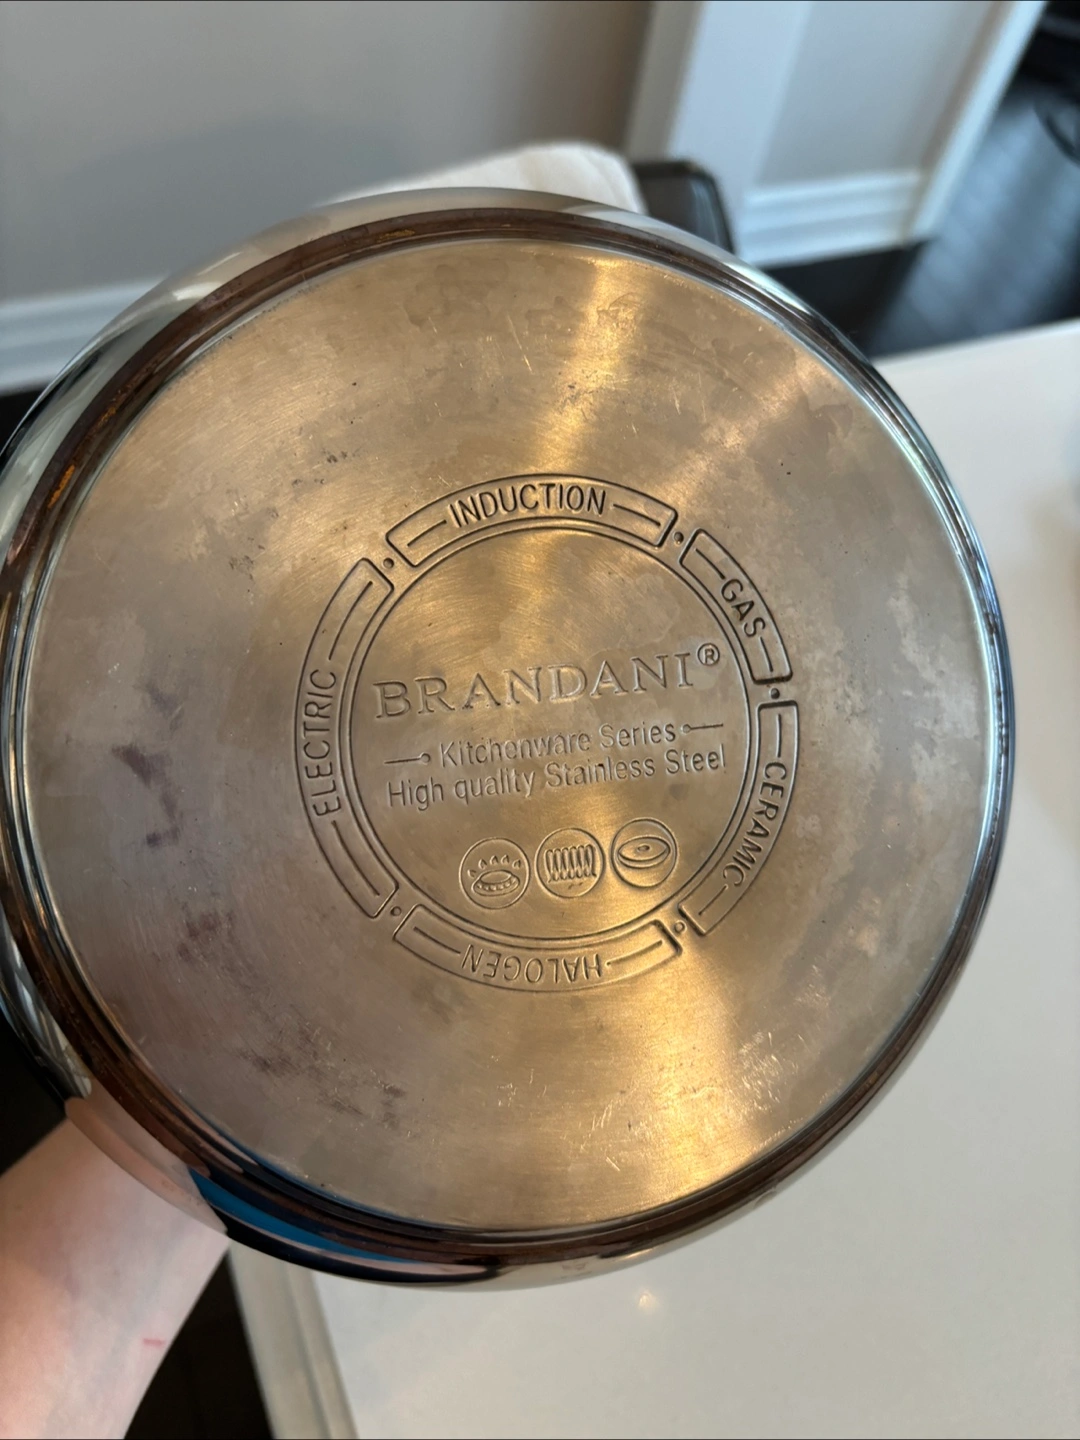 INDUCTION
GAS
CERAMIC
HALOGEN
ELECTRIC
BRANDANI®
Kitchenware Series
High quality Stainless Steel